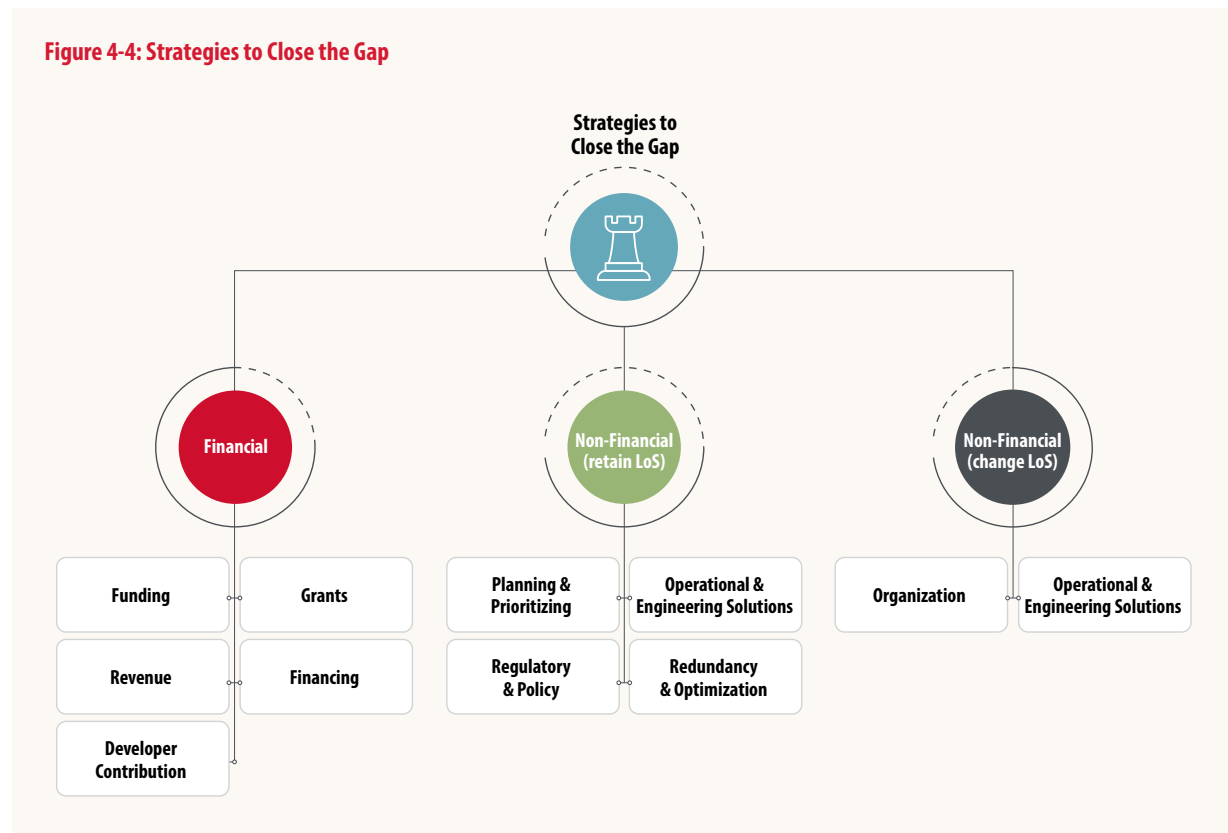 Figure 4-4: Strategies to Close the Gap
Strategies to
Close the Gap
Financial
Non-Financial
(retain LoS)
Non-Financial
(change LoS)
Funding
Grants
Revenue
Financing
Developer
Contribution
Planning &
Prioritizing
Operational &
Engineering Solutions
Regulatory
& Policy
Redundancy
& Optimization
Organization
Operational &
Engineering Solutions